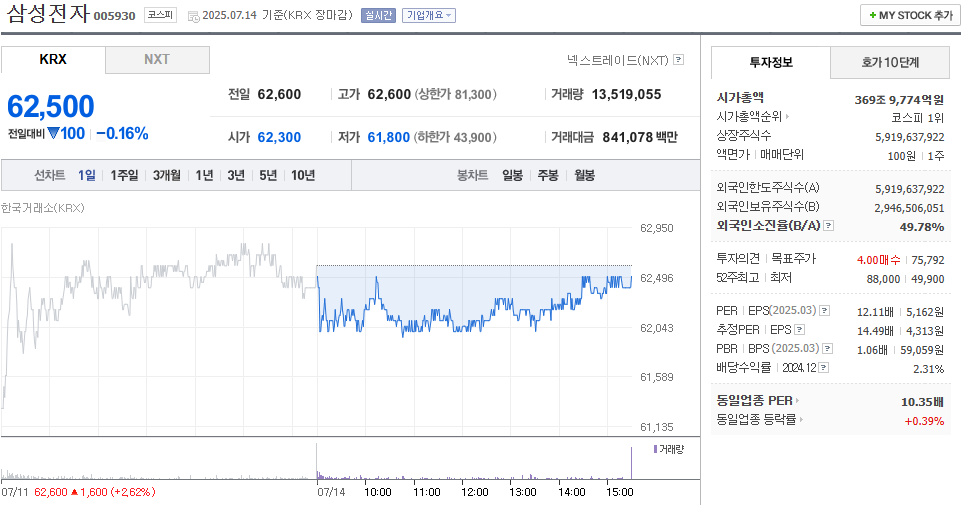 삼성전자 005930 코스피 2025.07.14 기준(KRX 장마감) 실시간 기업개요
+ MY STOCK 추가
KRX NXT
넥스트레이드(NXT) ?
62,500
전일대비 ▼100 | -0.16%
전일 62,600 고가 62,600 (상한가 81,300) 거래량 13,519,055
시가 62,300 저가 61,800 (하한가 43,900) 거래대금 841,078 백만
선차트 1일 1주일 3개월 1년 3년 5년 10년 봉차트 일봉 주봉 월봉
한국거래소(KRX)
62,950
62,496
62,043
61,589
61,135
거래량
07/11 62,600 ▲ 1,600 (+2.62%) 07/14 10:00 11:00 12:00 13:00 14:00 15:00
투자정보 호가 10단계
시가총액 369조 9,774억원
시가총액순위 코스피 1위
상장주식수 5,919,637,922
액면가 | 매매단위 100원 | 1주
외국인한도주식수(A) 5,919,637,922
외국인보유주식수(B) 2,946,506,051
외국인소진율(B/A) ? 49.78%
투자의견 | 목표주가 4.00매수 | 75,792
52주최고 | 최저 88,000 | 49,900
PER | EPS(2025.03) ? 12.11배 | 5,162원
추정PER | EPS ? 14.49배 | 4,313원
PBR | BPS (2025.03) ? 1.06배 | 59,059원
배당수익률 | 2024.12 ? 2.31%
동일업종 PER 10.35배
동일업종 등락률 +0.39%